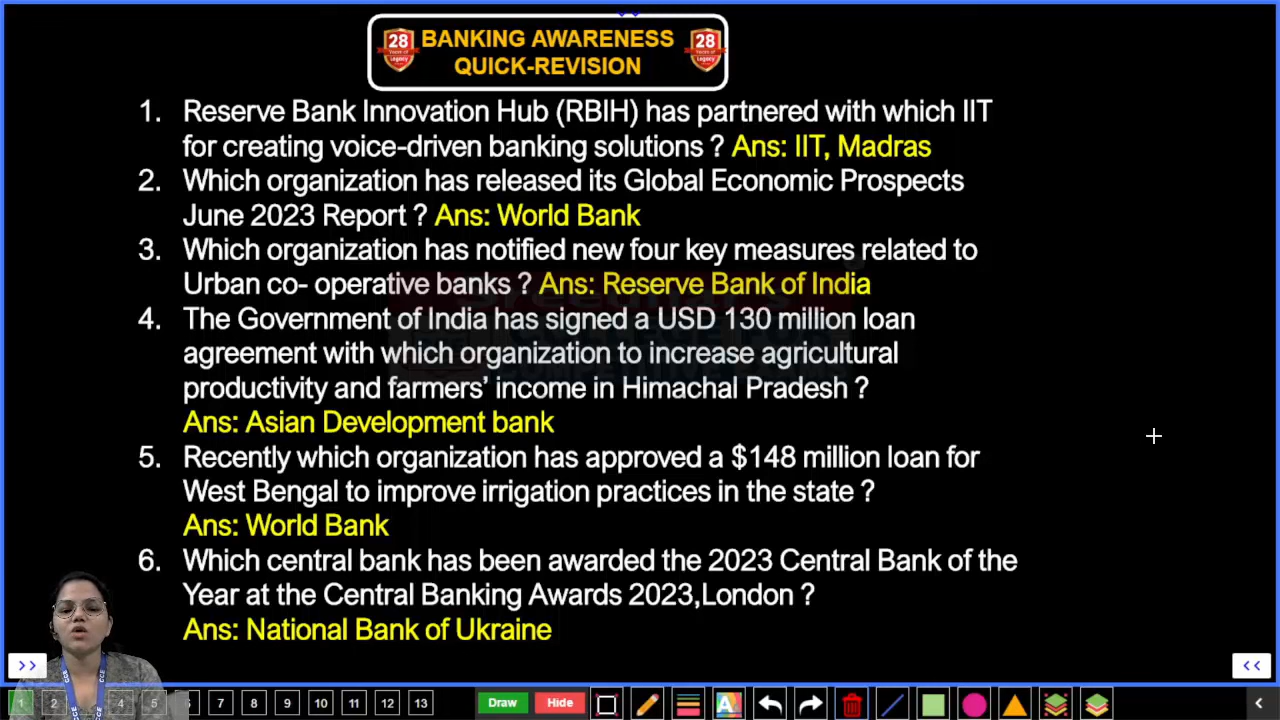 28 Years of Legacy BANKING AWARENESS 28 Years of Legacy
QUICK-REVISION
1. Reserve Bank Innovation Hub (RBIH) has partnered with which IIT
for creating voice-driven banking solutions ? Ans: IIT, Madras
2. Which organization has released its Global Economic Prospects
June 2023 Report ? Ans: World Bank
3. Which organization has notified new four key measures related to
Urban co- operative banks ? Ans: Reserve Bank of India
4. The Government of India has signed a USD 130 million loan
agreement with which organization to increase agricultural
productivity and farmers’ income in Himachal Pradesh ?
Ans: Asian Development bank
5. Recently which organization has approved a $148 million loan for
West Bengal to improve irrigation practices in the state ?
Ans: World Bank
6. Which central bank has been awarded the 2023 Central Bank of the
Year at the Central Banking Awards 2023,London ?
Ans: National Bank of Ukraine
>> <<
1 2 4 5 6 7 8 9 10 11 12 13 Draw Hide A <